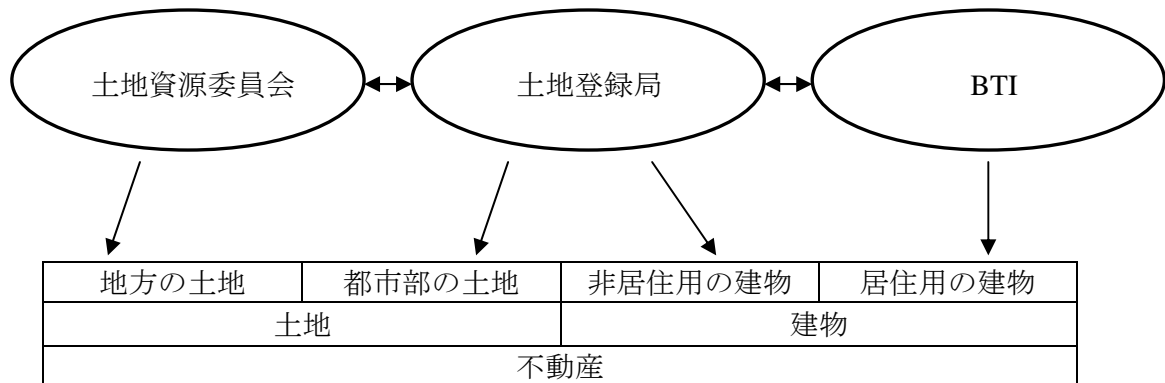 土地資源委員会
土地登録局
BTI
地方の土地
都市部の土地
非居住用の建物
居住用の建物
土地
建物
不動産